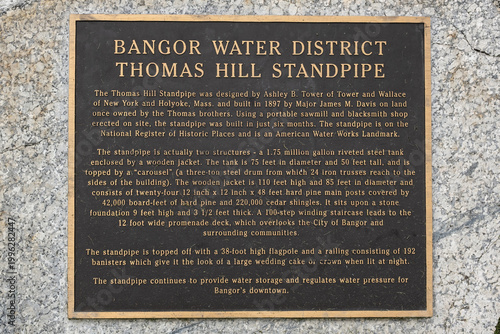 BANGOR WATER DISTRICT
THOMAS HILL STANDPIPE
The Thomas Hill Standpipe was designed by Ashley B. Tower of Tower and Wallace
of New York and Holyoke, Mass. and built in 1897 by Major James M. Davis on land
once owned by the Thomas brothers. Using a portable sawmill and blacksmith shop
erected on site, the standpipe was built in just six months. The standpipe is on the
National Register of Historic Places and is an American Water Works Landmark.
The standpipe is actually two structures - a 1.75 million gallon riveted steel tank
enclosed by a wooden jacket. The tank is 75 feet in diameter and 50 feet tall, and is
topped by a "carousel" (a three-ton steel drum from which 24 iron trusses reach to the
sides of the building). The wooden jacket is 110 feet high and 85 feet in diameter and
consists of twenty-four 12 inch x 12 inch x 48 feet hard pine main posts covered by
42,000 board-feet of hard pine and 220,000 cedar shingles. It sits upon a stone
foundation 9 feet high and 3 1/2 feet thick. A 100-step winding staircase leads to the
12 foot wide promenade deck, which overlooks the City of Bangor and
surrounding communities.
The standpipe is topped off with a 38-foot high flagpole and a railing consisting of 192
banisters which give it the look of a large wedding cake or crown when lit at night.
The standpipe continues to provide water storage and regulates water pressure for
Bangor's downtown.
Adobe Stock | #1996282447